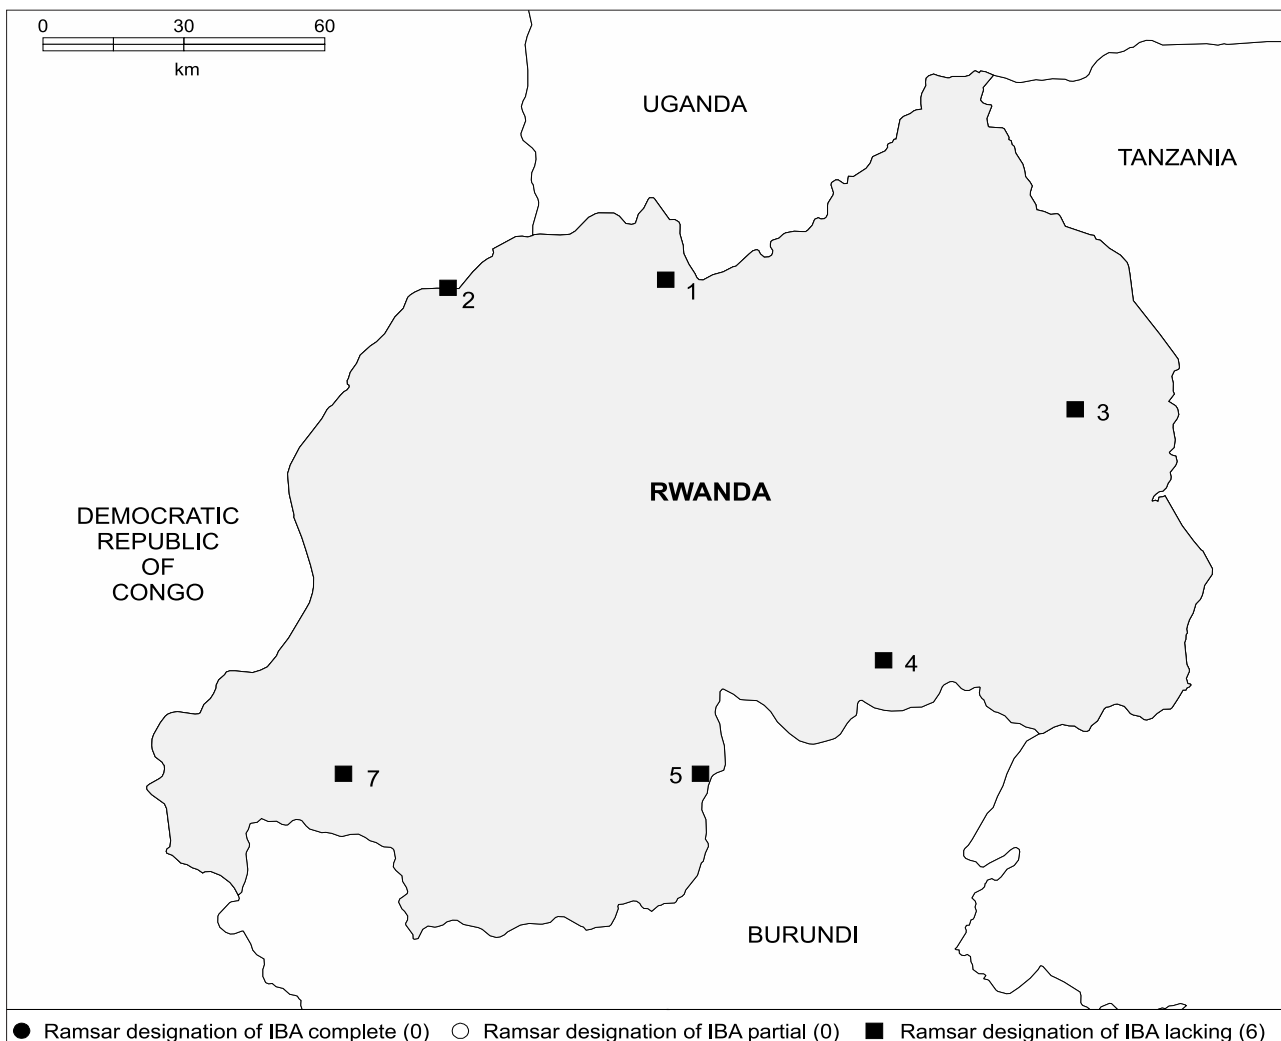 0 30 60
km
UGANDA
TANZANIA
1
2
3
RWANDA
DEMOCRATIC
REPUBLIC
OF
CONGO
4
5
7
BURUNDI
Ramsar designation of IBA complete (0) Ramsar designation of IBA partial (0) Ramsar designation of IBA lacking (6)